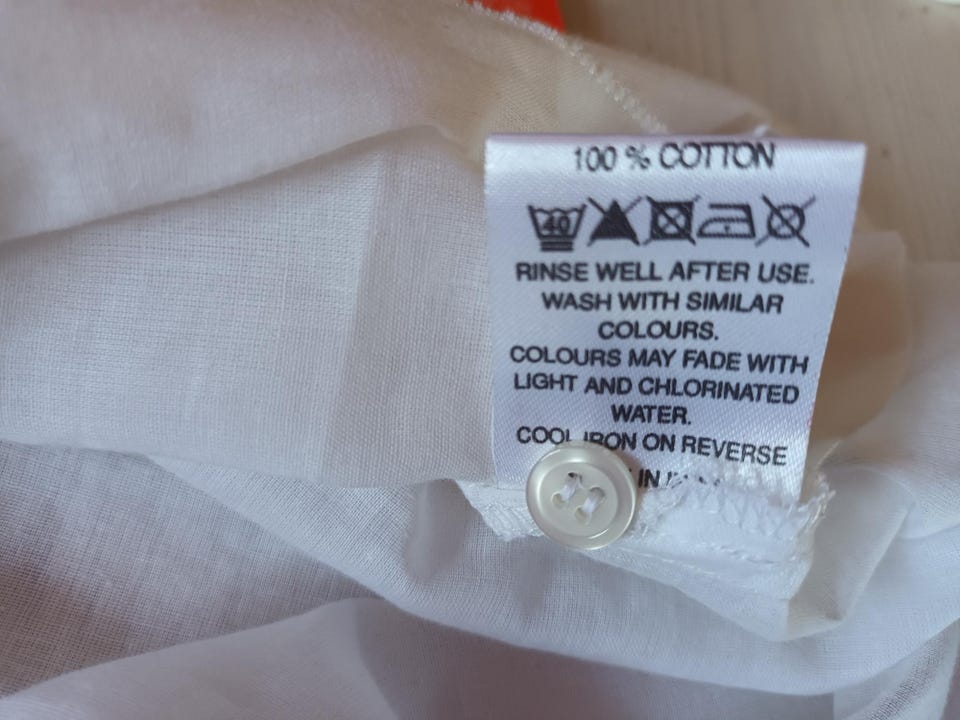 100 % COTTON
40
RINSE WELL AFTER USE.
WASH WITH SIMILAR
COLOURS.
COLOURS MAY FADE WITH
LIGHT AND CHLORINATED
WATER.
COOL IRON ON REVERSE
IN